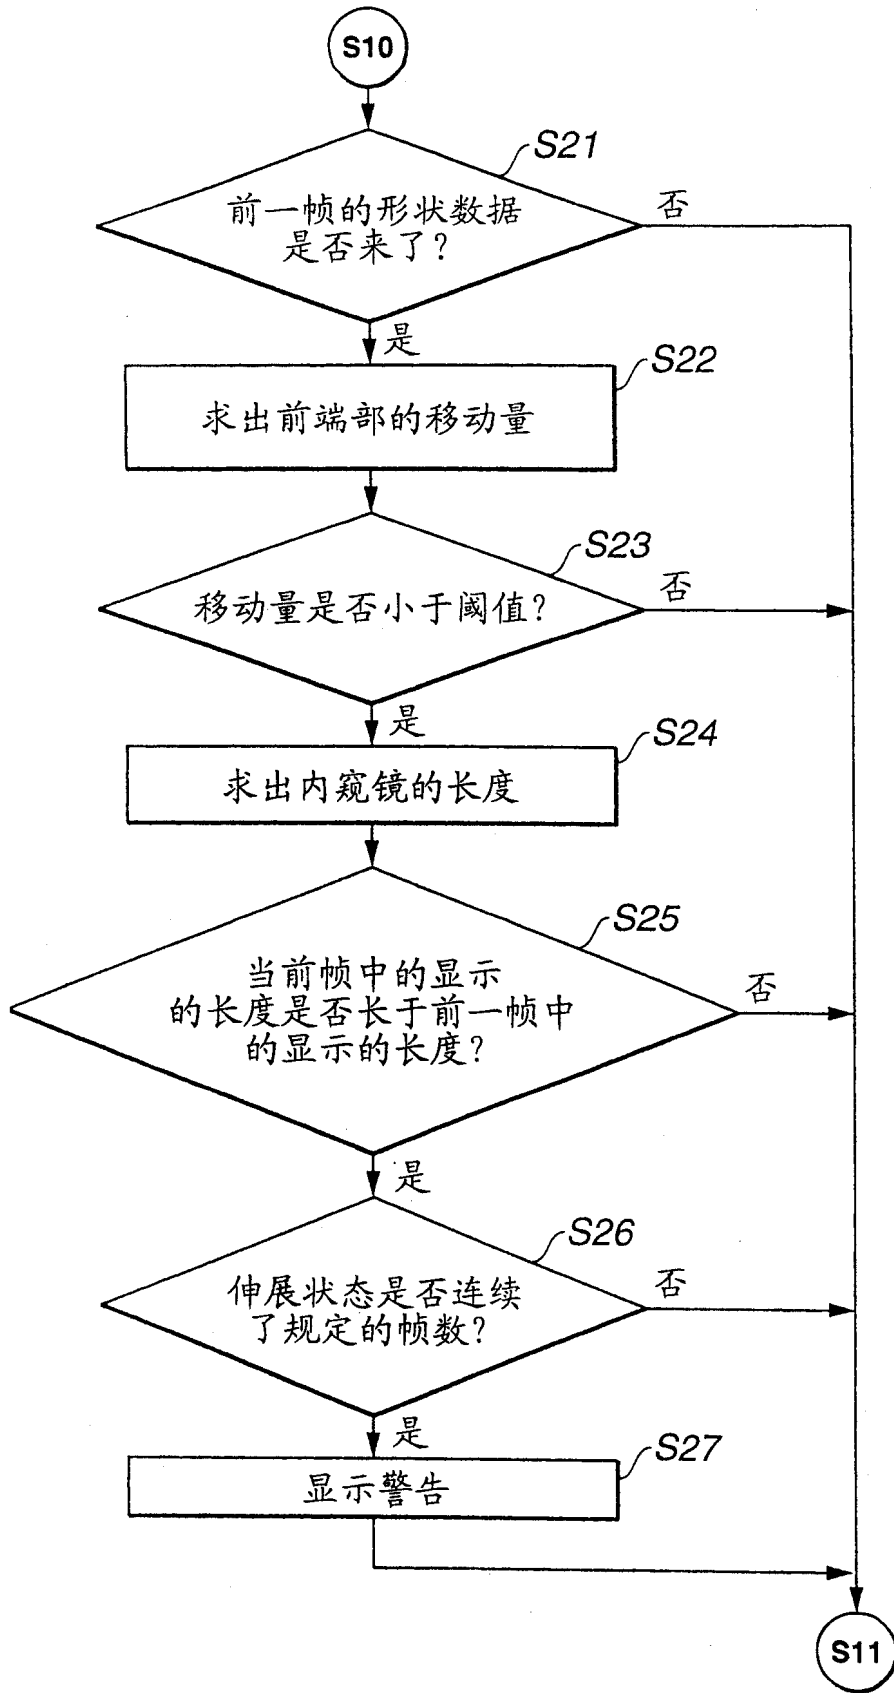 S10
S21
前一帧的形状数据
是否来了?
否
是
S22
求出前端部的移动量
S23
移动量是否小于阈值?
否
是
S24
求出内窥镜的长度
S25
当前帧中的显示
的长度是否长于前一帧中
的显示的长度?
否
是
S26
伸展状态是否连续
了规定的帧数?
否
是
S27
显示警告
S11